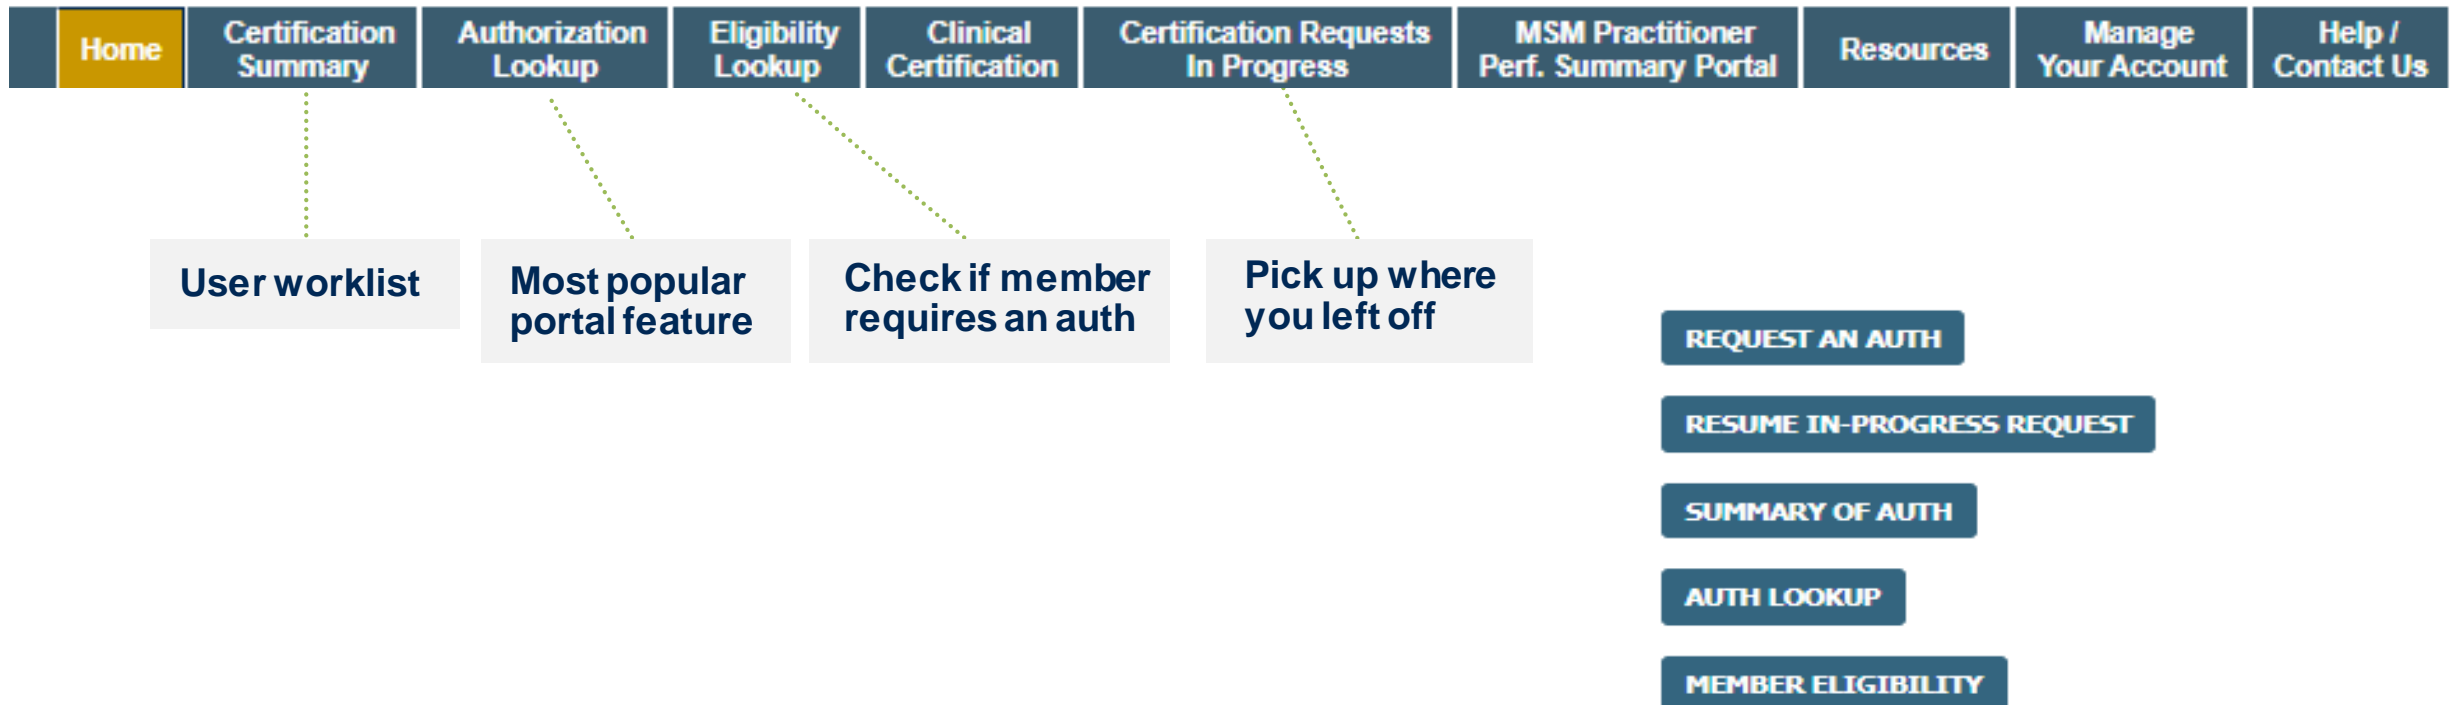 Home
Certification
Summary
Authorization
Lookup
Eligibility
Lookup
Clinical
Certification
Certification Requests
In Progress
MSM Practitioner
Perf. Summary Portal
Resources
Manage
Your Account
Help /
Contact Us
User worklist
Most popular
portal feature
Check if member
requires an auth
Pick up where
you left off
REQUEST AN AUTH
RESUME IN-PROGRESS REQUEST
SUMMARY OF AUTH
AUTH LOOKUP
MEMBER ELIGIBILITY